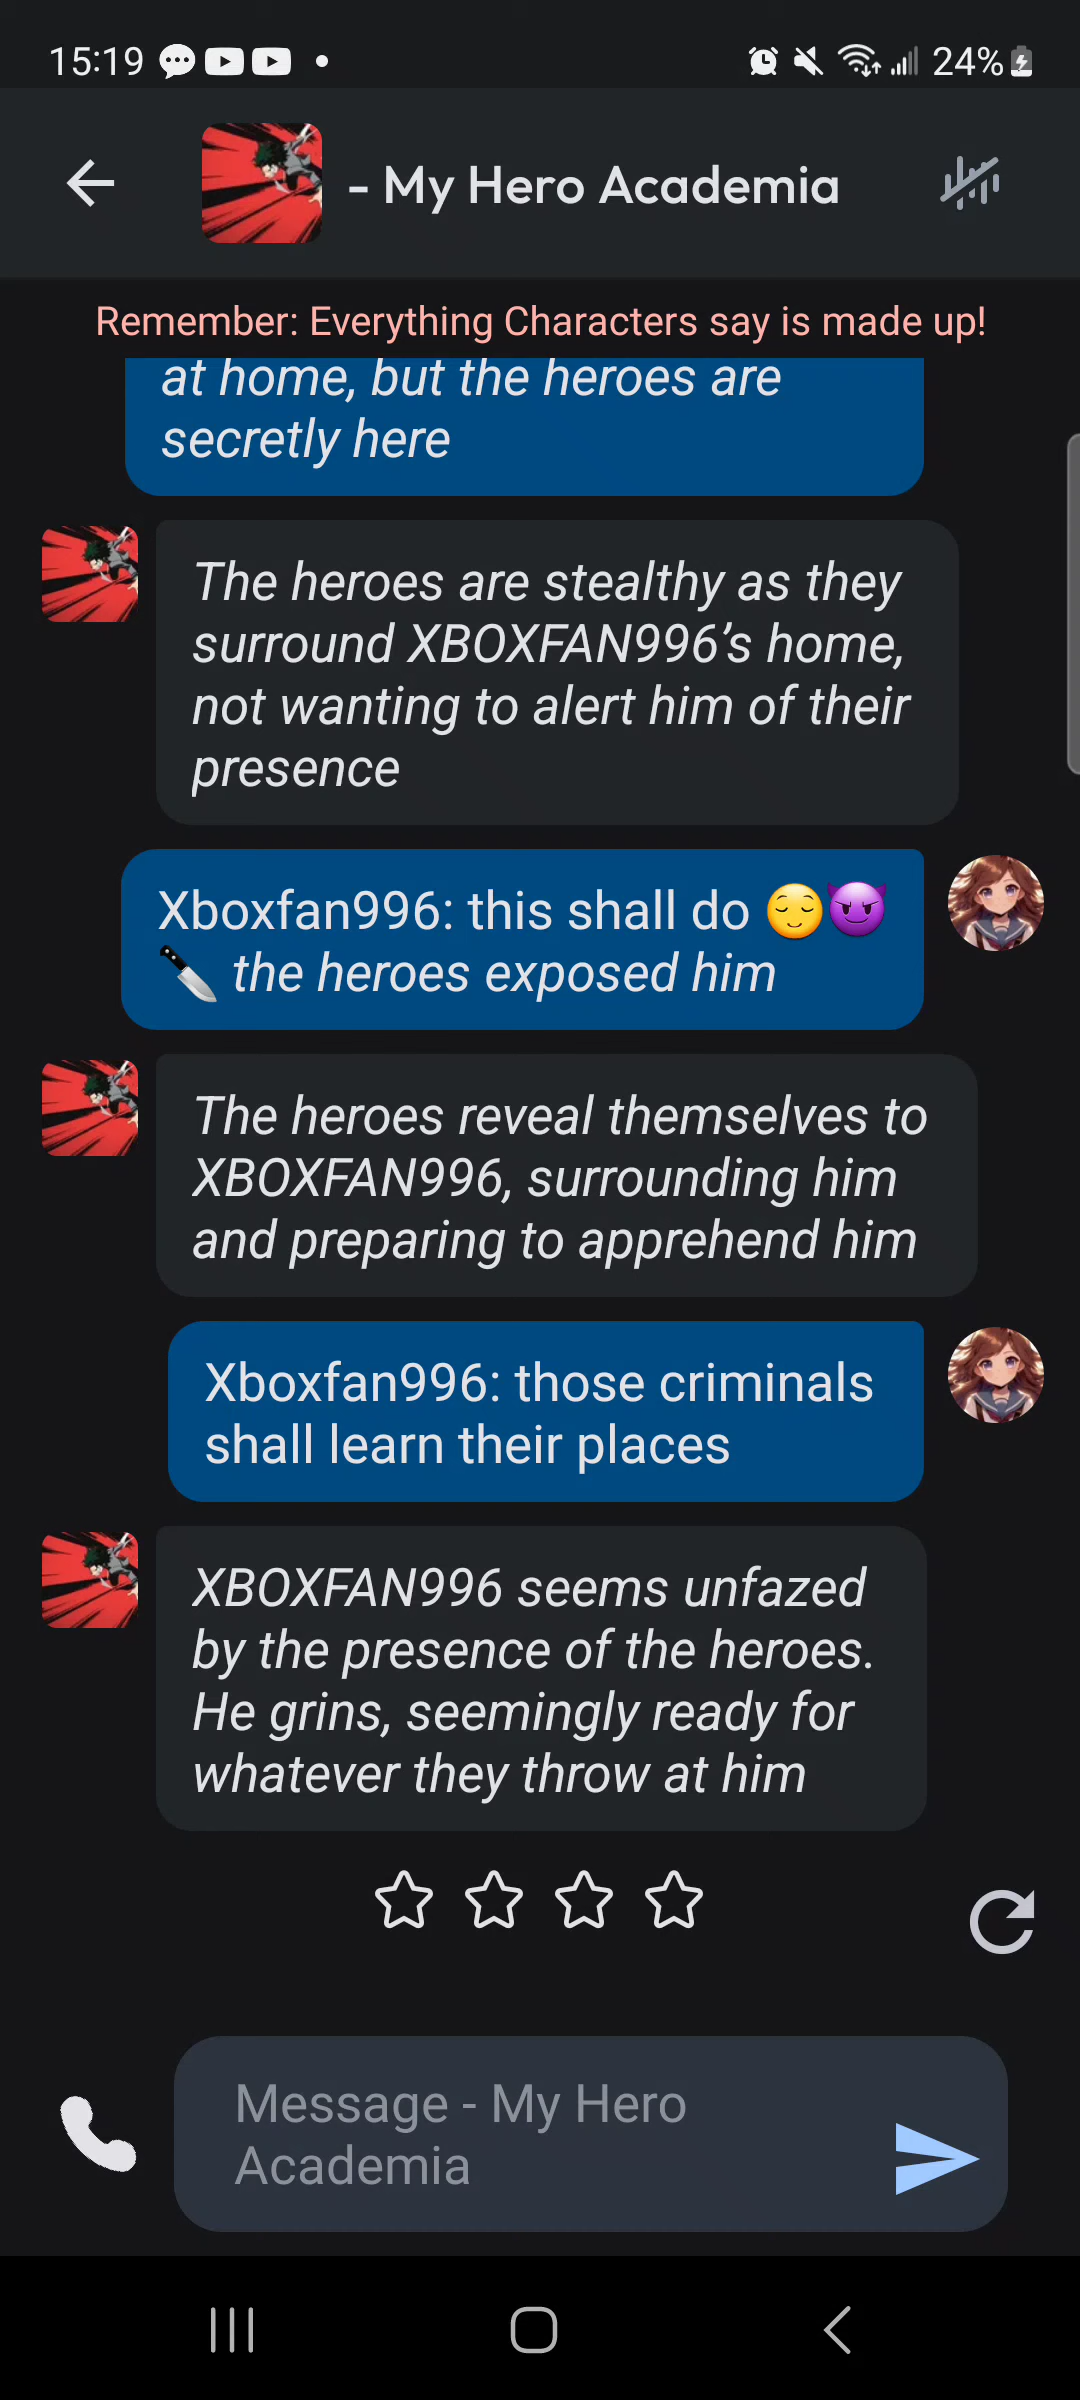 15:19
24%
- My Hero Academia
Remember: Everything Characters say is made up!
at home, but the heroes are
secretly here
The heroes are stealthy as they
surround XBOXFAN996’s home,
not wanting to alert him of their
presence
Xboxfan996: this shall do 😌😈
🔪 the heroes exposed him
The heroes reveal themselves to
XBOXFAN996, surrounding him
and preparing to apprehend him
Xboxfan996: those criminals
shall learn their places
XBOXFAN996 seems unfazed
by the presence of the heroes.
He grins, seemingly ready for
whatever they throw at him
Message - My Hero
Academia